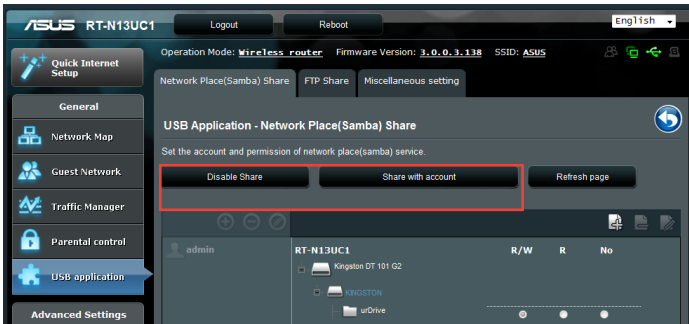 ASUS RT-N13UC1 Logout Reboot English
Operation Mode: Wireless router Firmware Version: 3.0.0.3.138 SSID: ASUS
Quick Internet
Setup
Network Place(Samba) Share FTP Share Miscellaneous setting
General
Network Map
Guest Network
Traffic Manager
Parental control
USB application
Advanced Settings
USB Application - Network Place(Samba) Share
Set the account and permission of network place(samba) service.
Disable Share Share with account Refresh page
admin RT-N13UC1 R/W R No
Kingston DT 101 G2
KINGSTON
urDrive